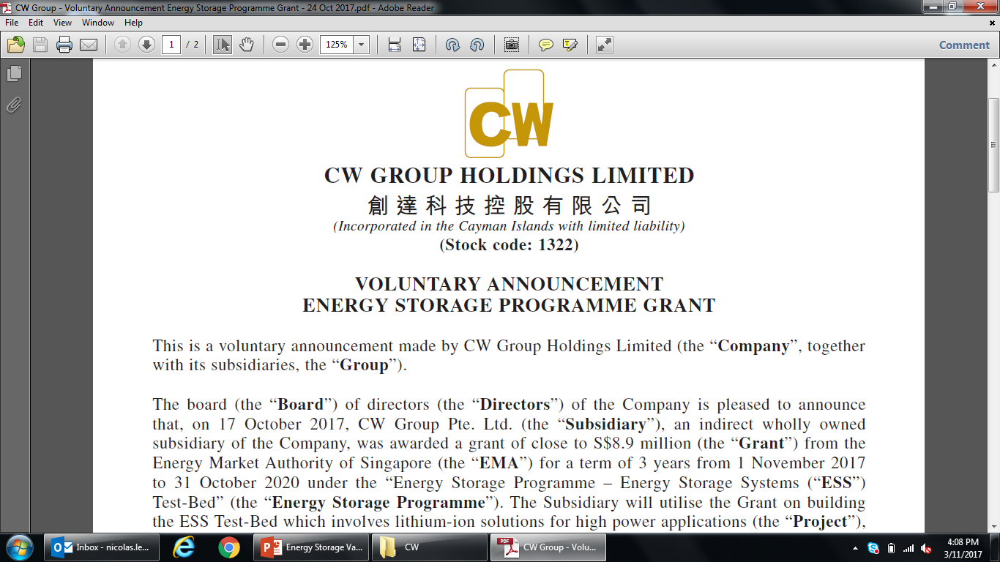 CW Group - Voluntary Announcement Energy Storage Programme Grant - 24 Oct 2017.pdf - Adobe Reader
File Edit View Window Help
1 / 2 125% Comment
CW
CW GROUP HOLDINGS LIMITED
創達科技控股有限公司
(Incorporated in the Cayman Islands with limited liability)
(Stock code: 1322)
VOLUNTARY ANNOUNCEMENT
ENERGY STORAGE PROGRAMME GRANT
This is a voluntary announcement made by CW Group Holdings Limited (the “Company”, together
with its subsidiaries, the “Group”).
The board (the “Board”) of directors (the “Directors”) of the Company is pleased to announce
that, on 17 October 2017, CW Group Pte. Ltd. (the “Subsidiary”), an indirect wholly owned
subsidiary of the Company, was awarded a grant of close to S$8.9 million (the “Grant”) from the
Energy Market Authority of Singapore (the “EMA”) for a term of 3 years from 1 November 2017
to 31 October 2020 under the “Energy Storage Programme – Energy Storage Systems (“ESS”)
Test-Bed” (the “Energy Storage Programme”). The Subsidiary will utilise the Grant on building
the ESS Test-Bed which involves lithium-ion solutions for high power applications (the “Project”),
Inbox - nicolas.le... Energy Storage Va... CW CW Group - Volu... 4:08 PM
3/11/2017